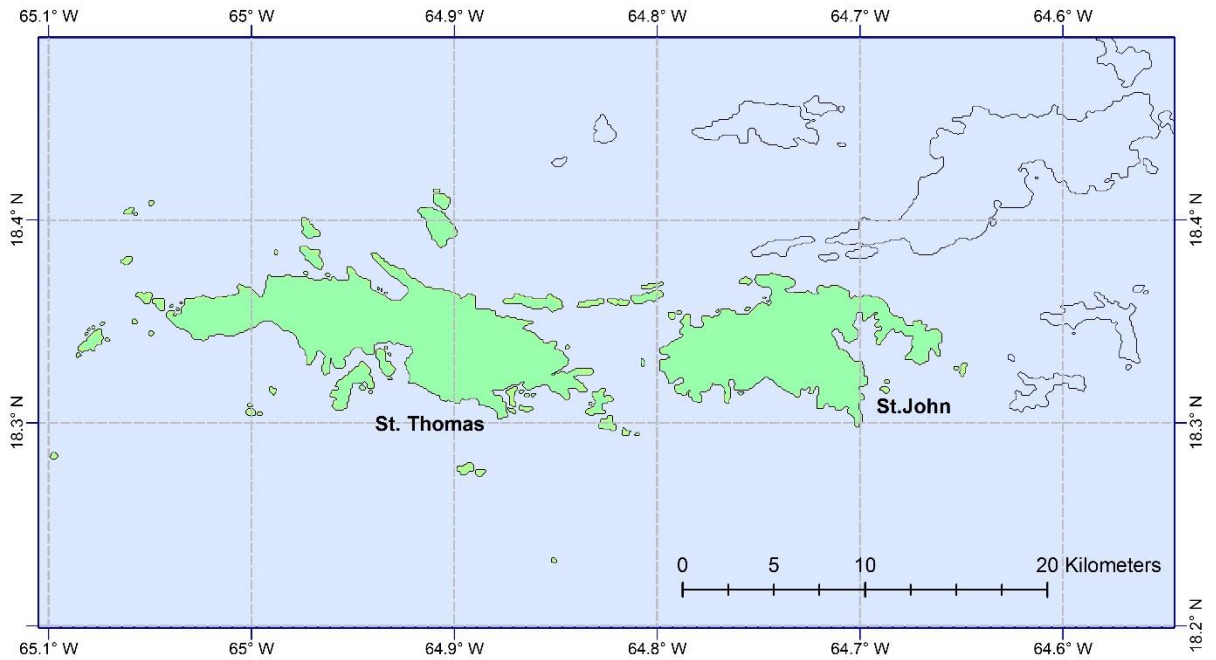 65.1° W 65° W 64.9° W 64.8° W 64.7° W 64.6° W
18.4° N 18.4° N
18.3° N 18.3° N
St. Thomas
St.John
0 5 10 20 Kilometers
18.2° N
65.1° W 65° W 64.9° W 64.8° W 64.7° W 64.6° W